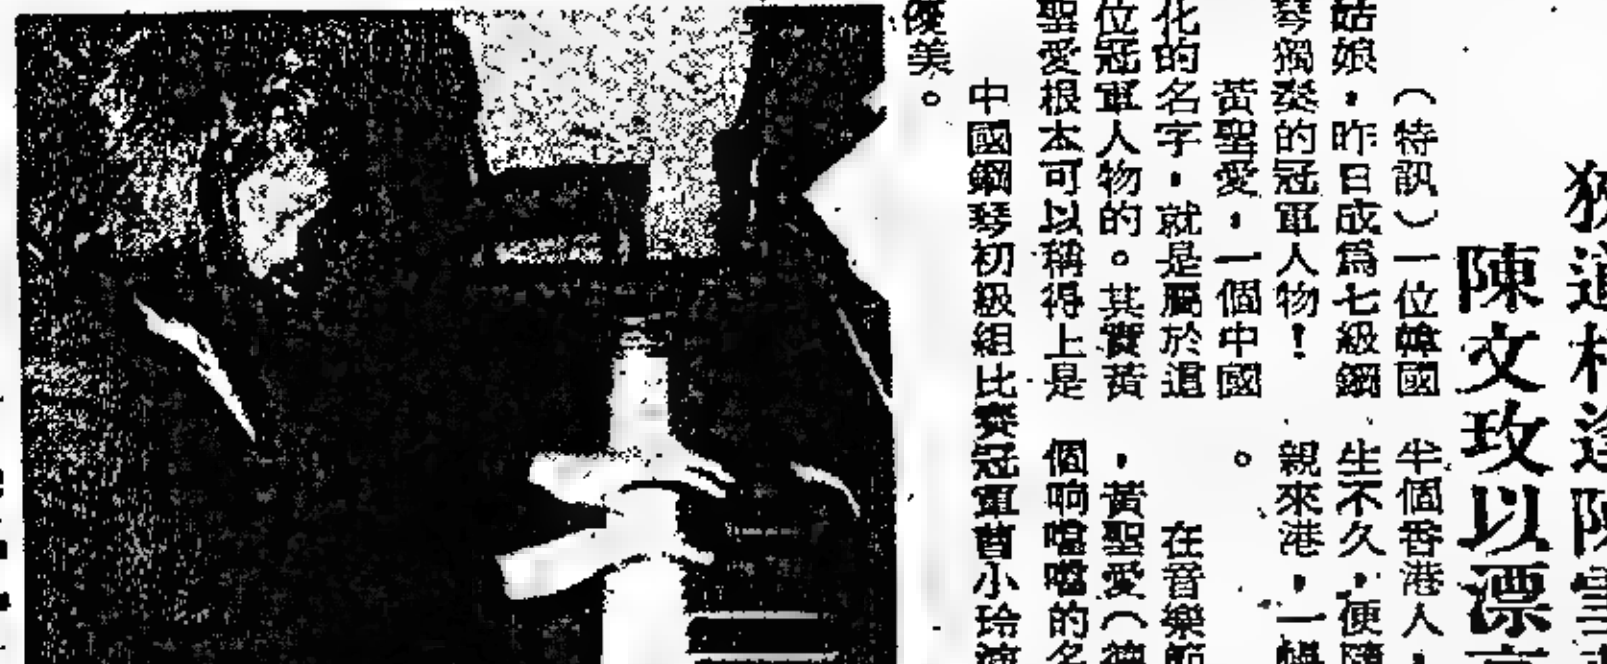 陳文玫以漂
（特訊）一位韓國
姑娘，昨日成爲七級鋼
琴獨奏的冠軍人物！
黃聖愛，一個中國
化的名字，就是屬於這
位冠軍人物的。其實黃
聖愛根本可以稱得上是
半個香港人，
生不久，便隨
親來港，一
。
在音樂節
，黃聖愛（德
個响噹噹的名
優美。
中國鋼琴初級組比賽冠軍曹小玲